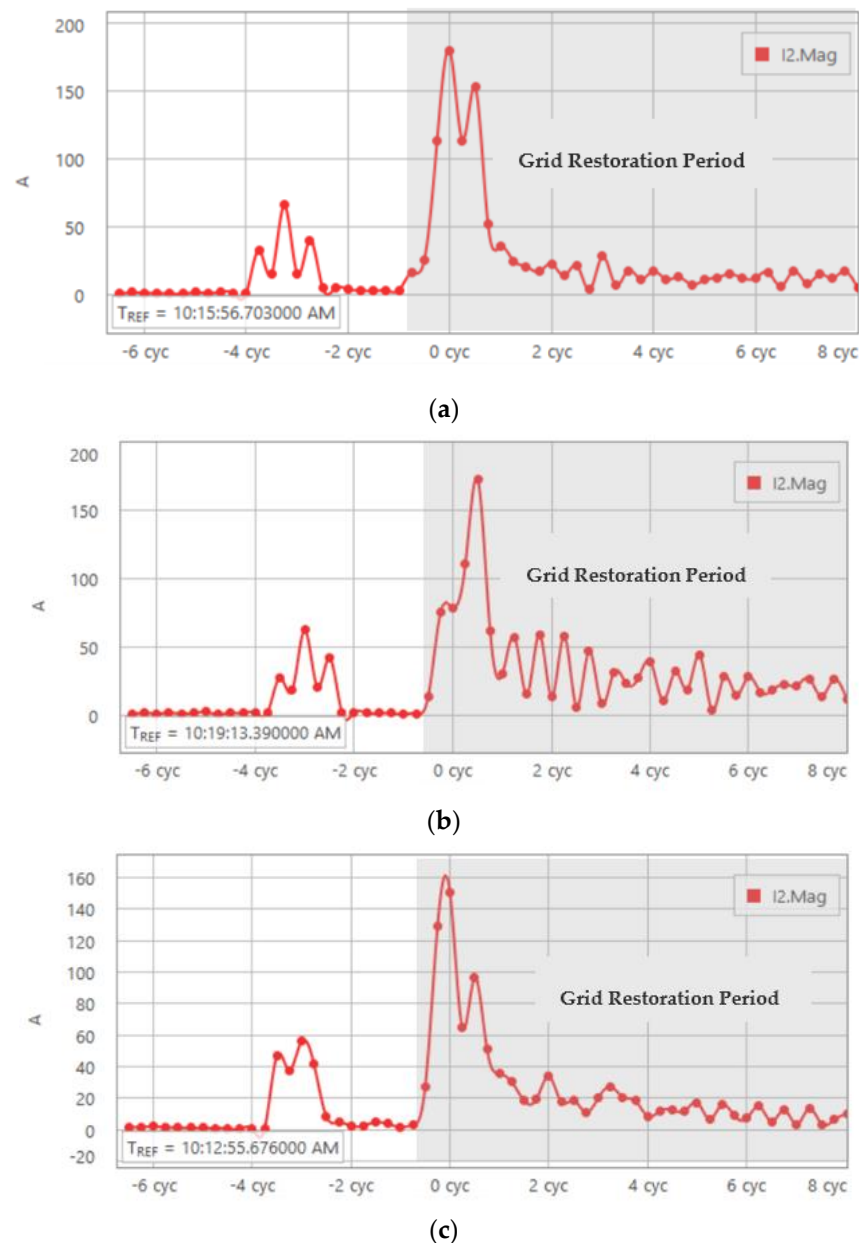 200
I2.Mag
150
Grid Restoration Period
100
A
50
0
TREF = 10:15:56.703000 AM
-6 cyc -4 cyc -2 cyc 0 cyc 2 cyc 4 cyc 6 cyc 8 cyc
(a)
200
I2.Mag
150
Grid Restoration Period
100
A
50
0
TREF = 10:19:13.390000 AM
-6 cyc -4 cyc -2 cyc 0 cyc 2 cyc 4 cyc 6 cyc 8 cyc
(b)
160
I2.Mag
140
120
100
80
Grid Restoration Period
A
60
40
20
0
TREF = 10:12:55.676000 AM
-20
-6 cyc -4 cyc -2 cyc 0 cyc 2 cyc 4 cyc 6 cyc 8 cyc
(c)